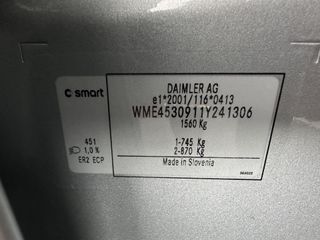 smart
DAIMLER AG
e1*2001/116*0413
WME4530911Y241306
1560 Kg
1-745 Kg
2-870 Kg
Made in Slovenia
451
1,0 %
ER2 ECP